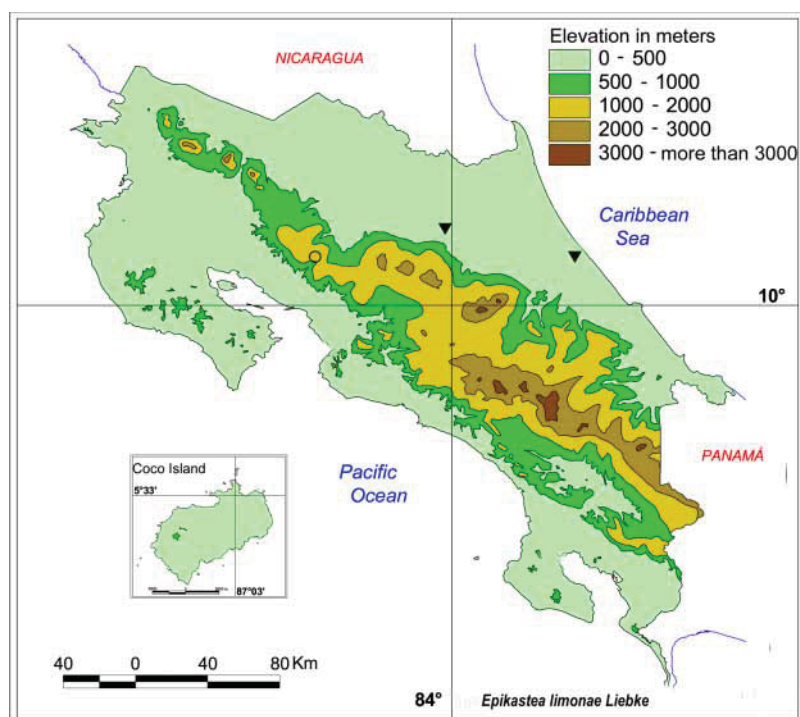 Elevation in meters
NICARAGUA
0 - 500
500 - 1000
1000 - 2000
2000 - 3000
3000 - more than 3000
Caribbean
Sea
10°
PANAMÁ
Coco Island
5°33'
Pacific
Ocean
87°03'
40 0 40 80 Km
84°
Epikastea limonae Liebke